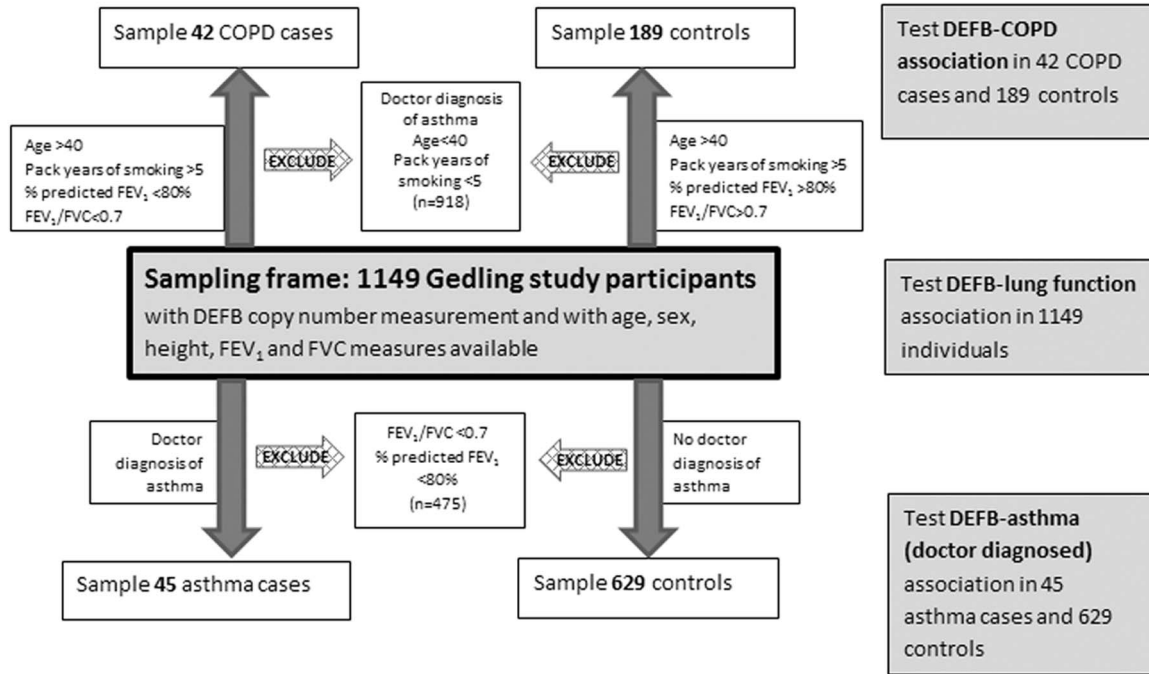 Sample 42 COPD cases
Sample 189 controls
Test DEFB-COPD
association in 42 COPD
cases and 189 controls
Age >40
Pack years of smoking >5
% predicted FEV₁ <80%
FEV₁/FVC<0.7
EXCLUDE
Doctor diagnosis
of asthma
Age<40
Pack years of
smoking <5
(n=918)
EXCLUDE
Age >40
Pack years of smoking >5
% predicted FEV₁ >80%
FEV₁/FVC>0.7
Sampling frame: 1149 Gedling study participants
with DEFB copy number measurement and with age, sex,
height, FEV₁ and FVC measures available
Test DEFB-lung function
association in 1149
individuals
Doctor
diagnosis of
asthma
EXCLUDE
FEV₁/FVC <0.7
% predicted FEV₁
<80%
(n=475)
EXCLUDE
No doctor
diagnosis of
asthma
Sample 45 asthma cases
Sample 629 controls
Test DEFB-asthma
(doctor diagnosed)
association in 45
asthma cases and 629
controls